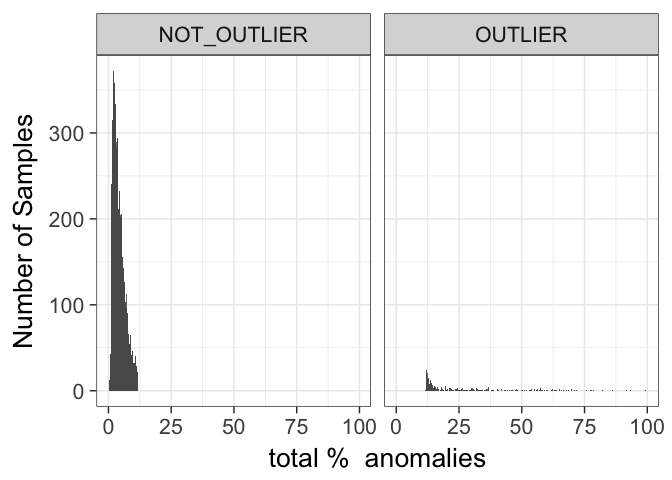 NOT_OUTLIER OUTLIER
Number of Samples
300
200
100
0
0 25 50 75 100 0 25 50 75 100
total %  anomalies